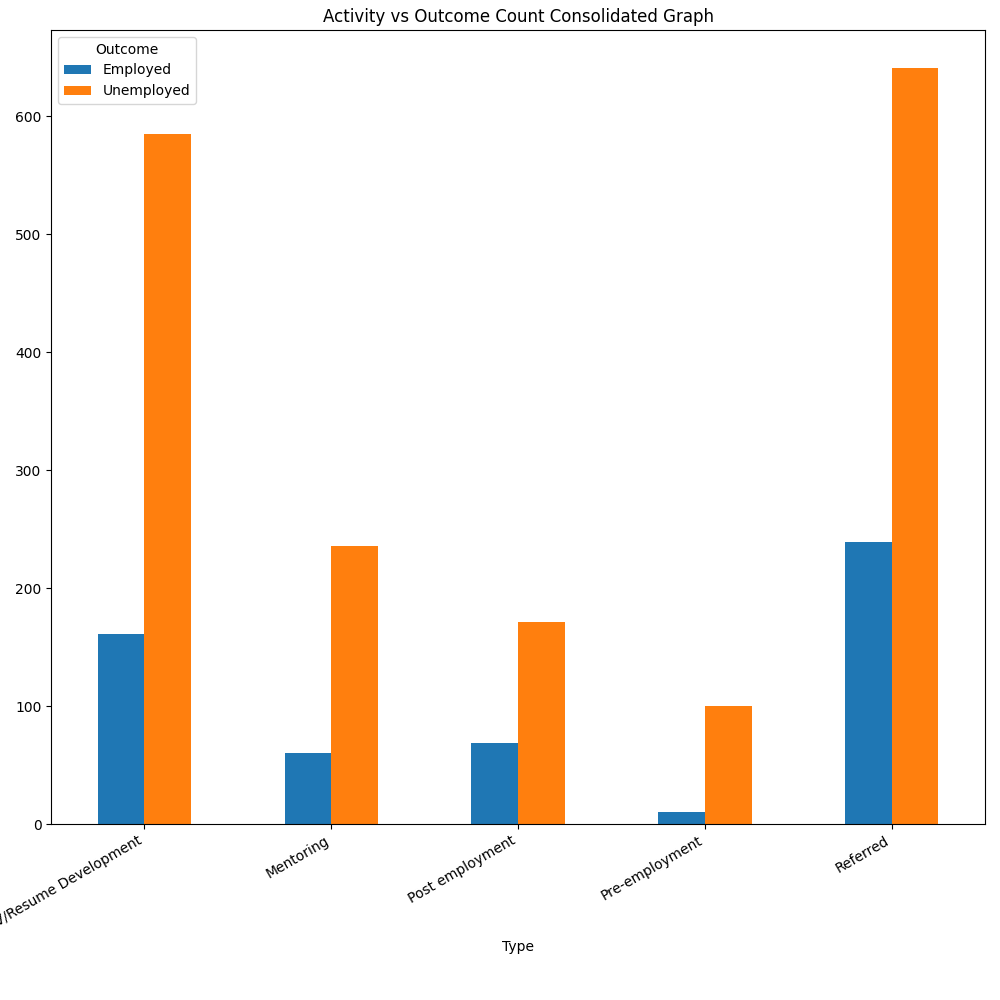 Activity vs Outcome Count Consolidated Graph
Outcome
Employed
Unemployed
600
500
400
300
200
100
0
/Resume Development
Mentoring
Post employment
Pre-employment
Referred
Type